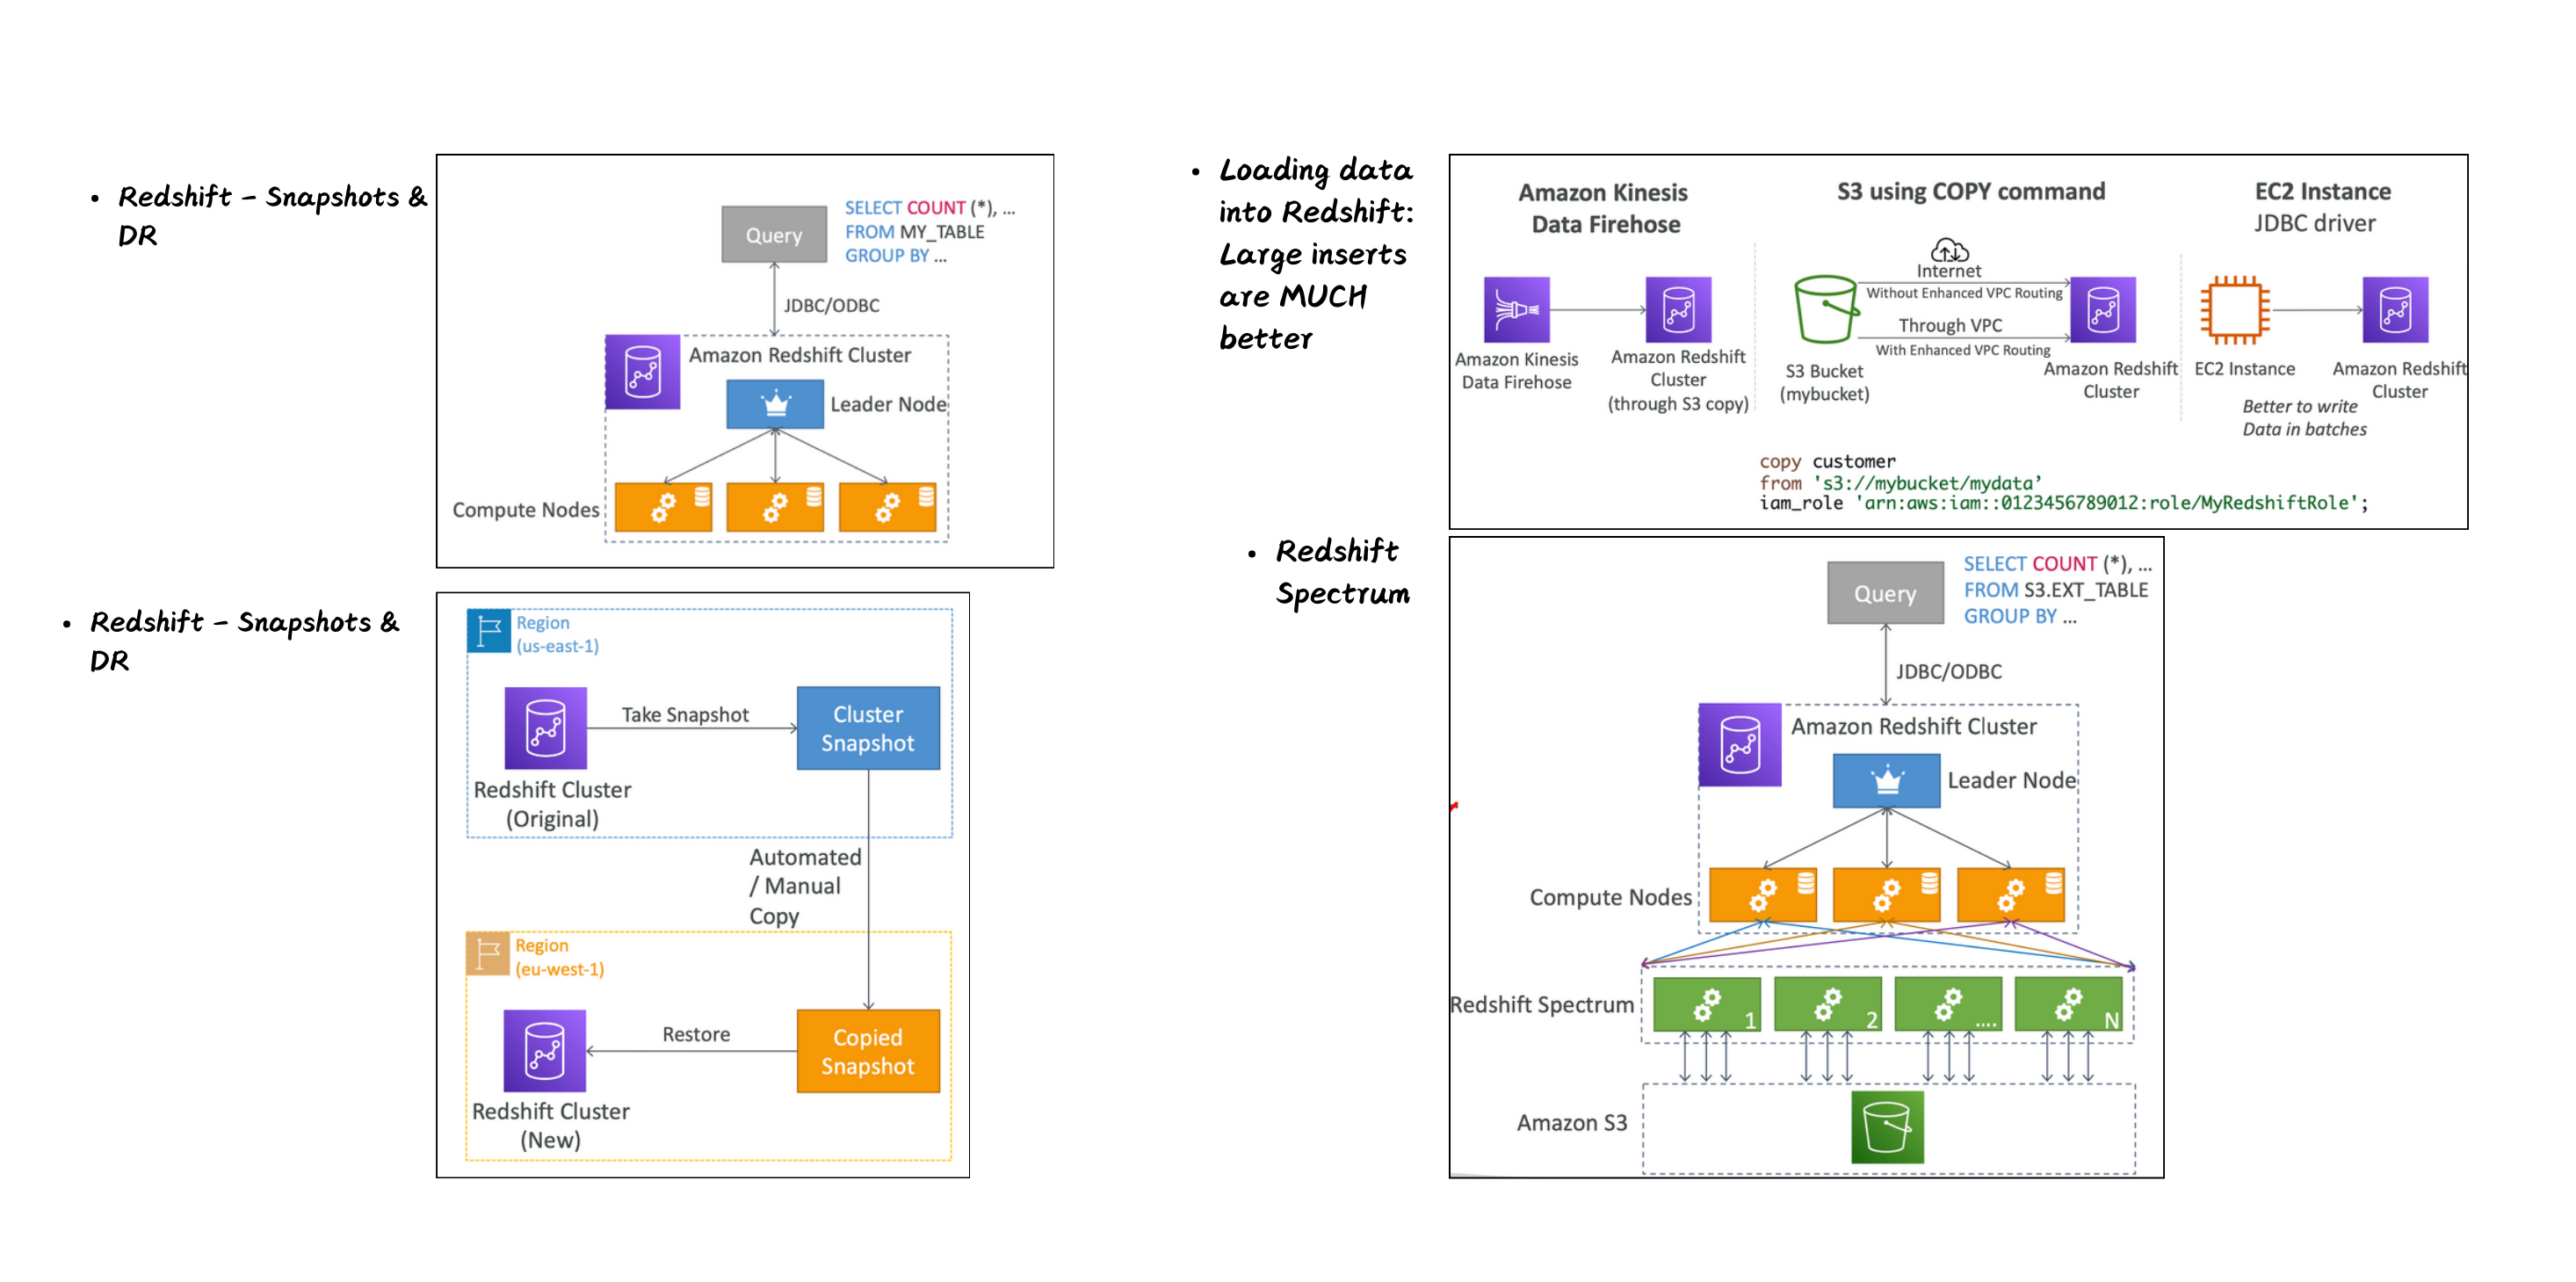 • Redshift – Snapshots &
DR
Query
SELECT COUNT (*), ...
FROM MY_TABLE
GROUP BY ...
JDBC/ODBC
Amazon Redshift Cluster
Leader Node
Compute Nodes
• Redshift – Snapshots &
DR
Region
(us-east-1)
Take Snapshot
Cluster
Snapshot
Redshift Cluster
(Original)
Automated
/ Manual
Copy
Region
(eu-west-1)
Restore
Copied
Snapshot
Redshift Cluster
(New)
• Loading data
into Redshift:
Large inserts
are MUCH
better
Amazon Kinesis
Data Firehose
Amazon Kinesis
Data Firehose
Amazon Redshift
Cluster
(through S3 copy)
S3 using COPY command
Internet
Without Enhanced VPC Routing
Through VPC
With Enhanced VPC Routing
S3 Bucket
(mybucket)
Amazon Redshift
Cluster
EC2 Instance
JDBC driver
EC2 Instance
Amazon Redshift
Cluster
Better to write
Data in batches
copy customer
from 's3://mybucket/mydata’
iam_role 'arn:aws:iam::0123456789012:role/MyRedshiftRole';
• Redshift
Spectrum
Query
SELECT COUNT (*), ...
FROM S3.EXT_TABLE
GROUP BY ...
JDBC/ODBC
Amazon Redshift Cluster
Leader Node
Compute Nodes
Redshift Spectrum
1
2
....
N
Amazon S3